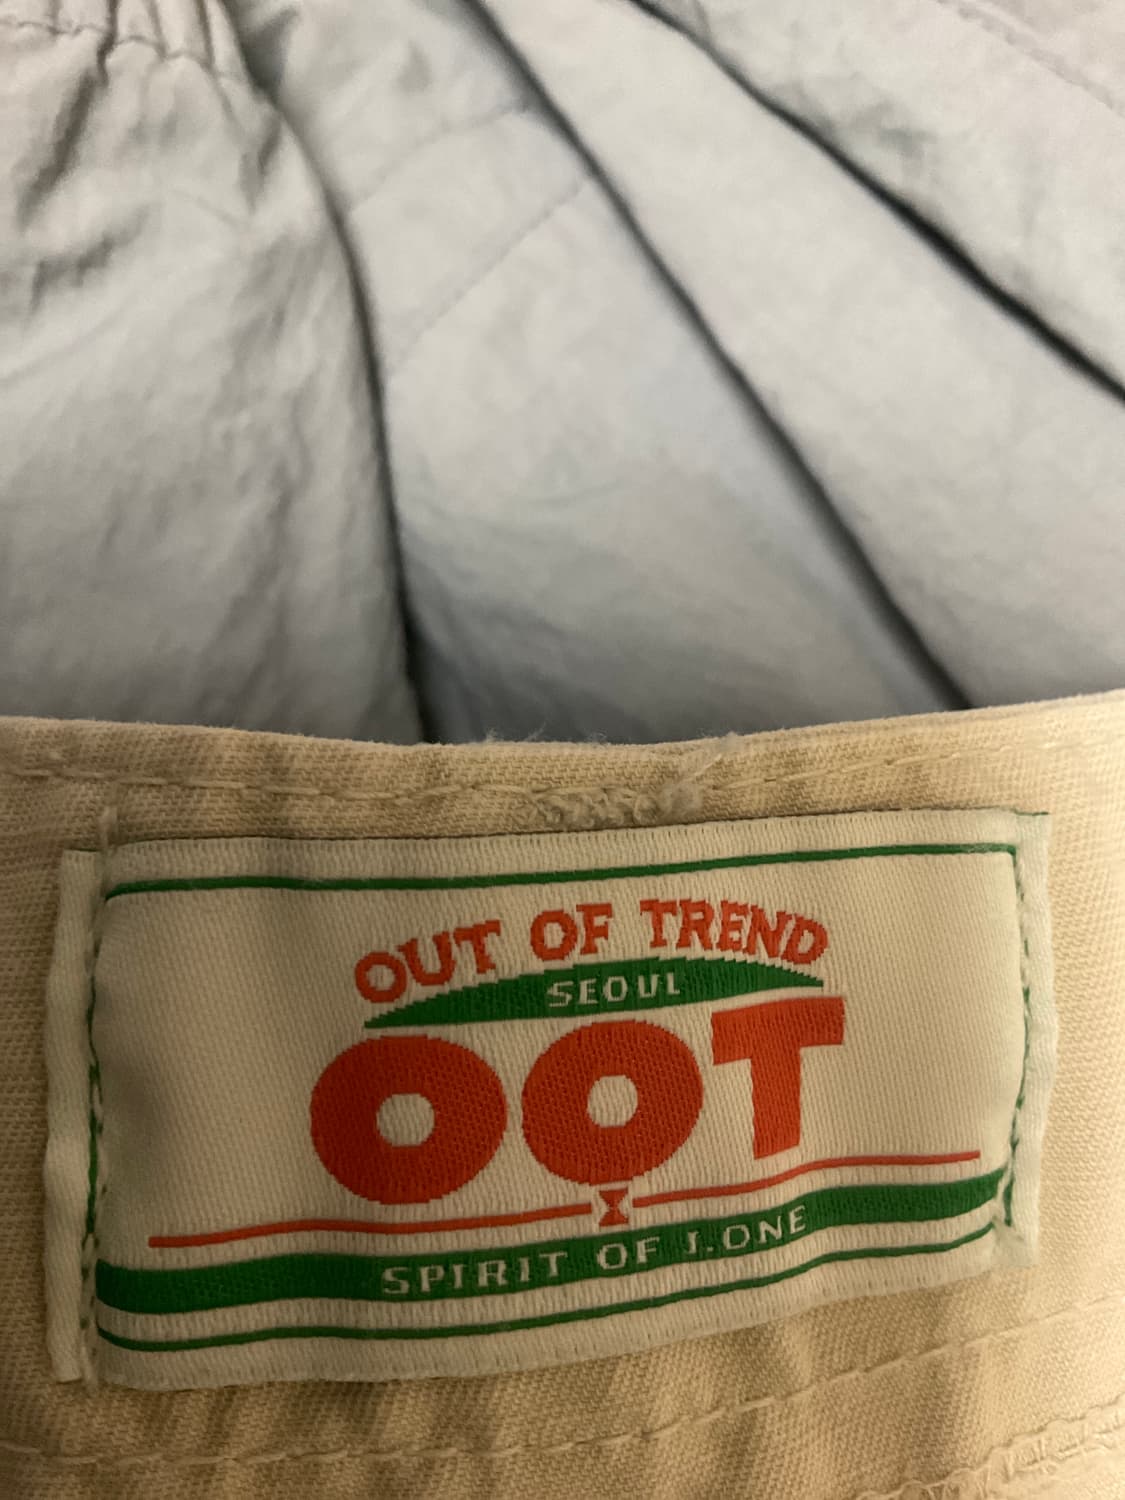 OUT OF TREND
SEOUL
OOT
SPIRIT OF J.ONE